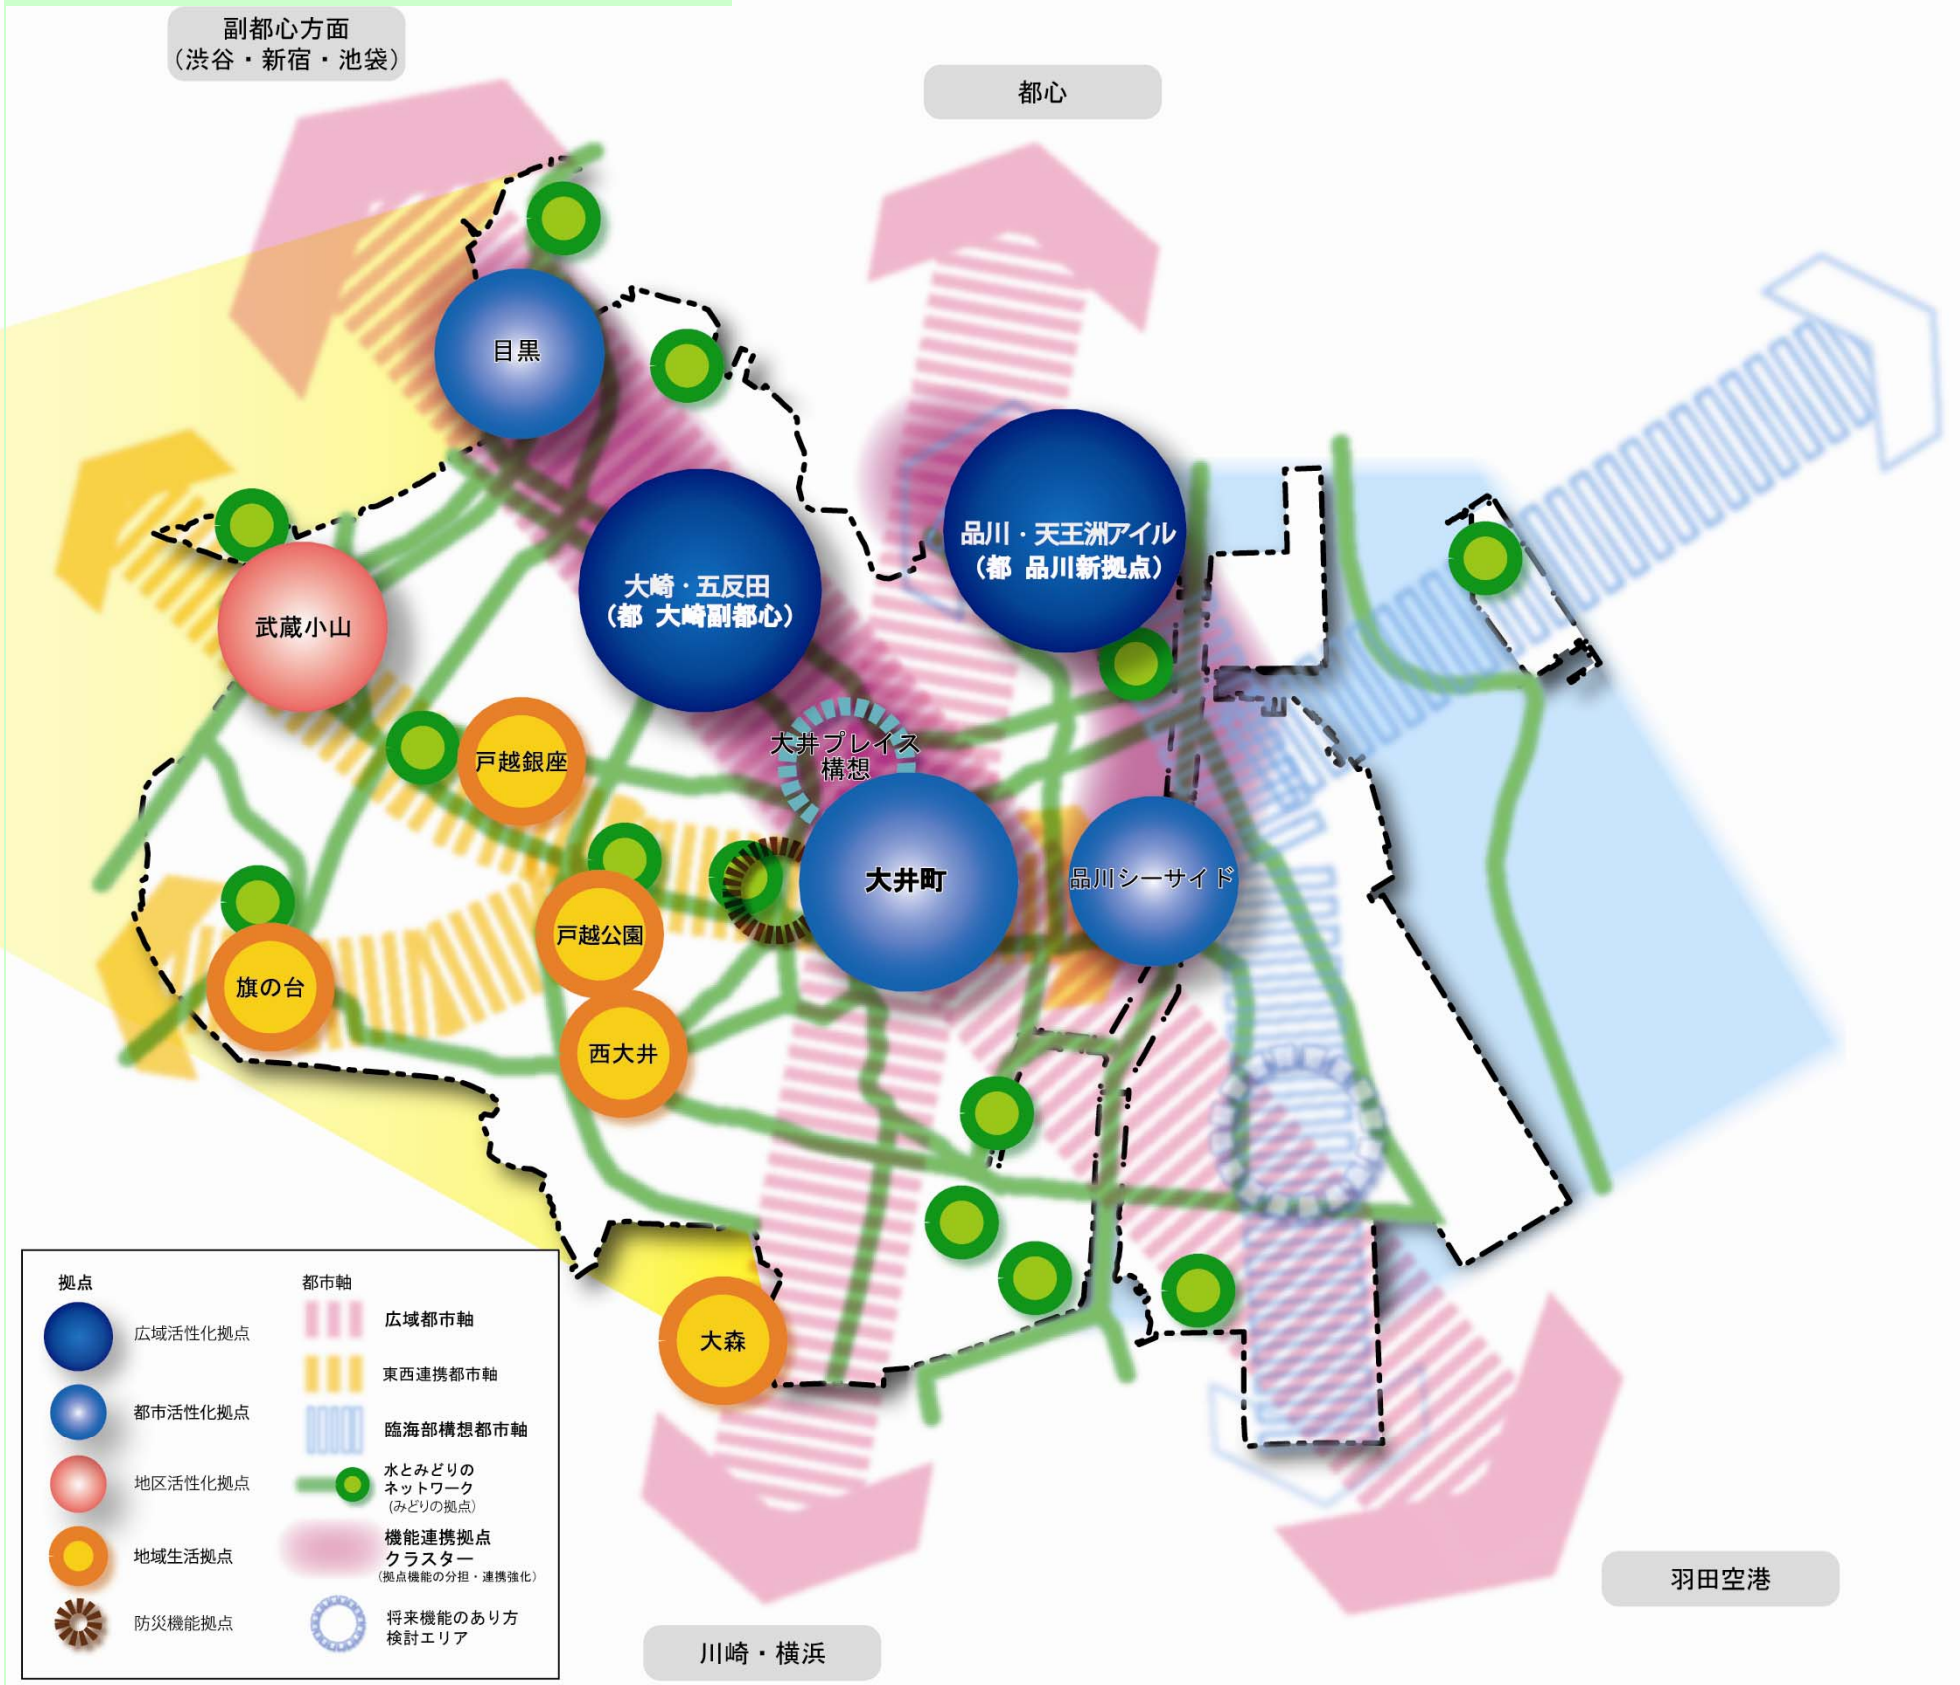 副都心方面
（渋谷・新宿・池袋）
都心
目黒
品川・天王洲アイル
（都 品川新拠点）
大崎・五反田
（都 大崎副都心）
武蔵小山
大井プレイス
構想
戸越銀座
大井町
品川シーサイド
戸越公園
旗の台
西大井
大森
拠点
広域活性化拠点
都市活性化拠点
地区活性化拠点
地域生活拠点
防災機能拠点
都市軸
広域都市軸
東西連携都市軸
臨海部構想都市軸
水とみどりの
ネットワーク
(みどりの拠点)
機能連携拠点
クラスター
（拠点機能の分担・連携強化）
将来機能のあり方
検討エリア
羽田空港
川崎・横浜